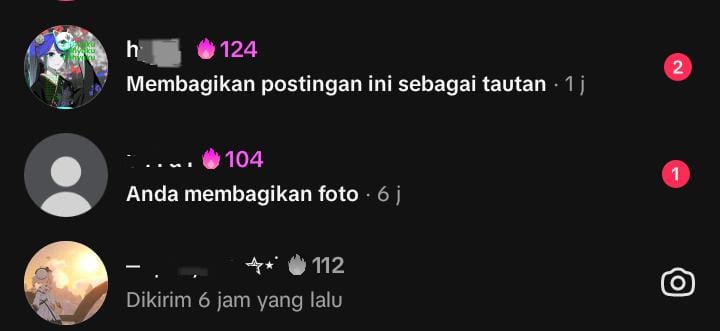 h 124
Membagikan postingan ini sebagai tautan · 1 j
2
104
Anda membagikan foto · 6 j
1
112
Dikirim 6 jam yang lalu